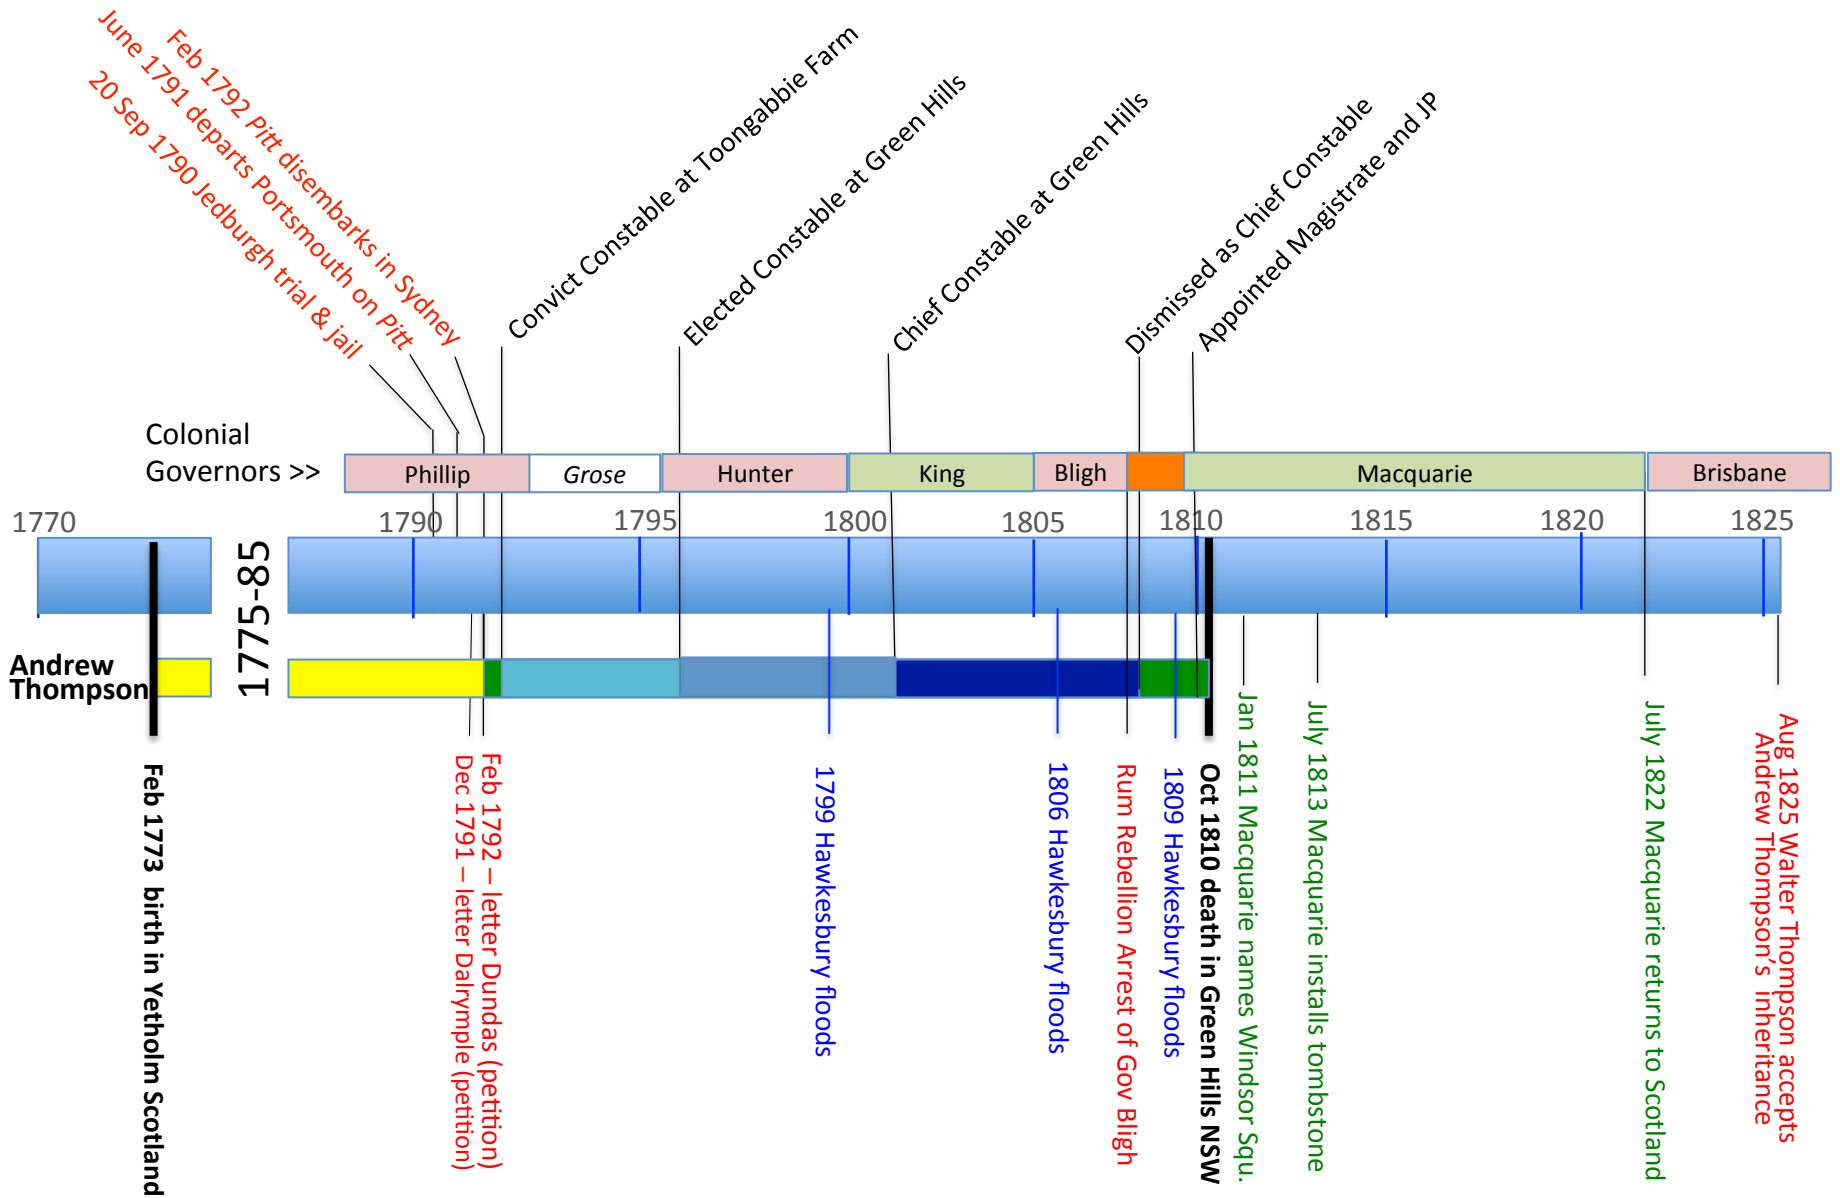 20 Sep 1790 Jedburgh trial & jail
June 1791 departs Portsmouth on Pitt
Feb 1792 Pitt disembarks in Sydney
Convict Constable at Toongabbie Farm
Elected Constable at Green Hills
Chief Constable at Green Hills
Dismissed as Chief Constable
Appointed Magistrate and JP
Colonial
Governors >>
Phillip
Grose
Hunter
King
Bligh
Macquarie
Brisbane
1770
1790
1795
1800
1805
1810
1815
1820
1825
1775-85
Andrew
Thompson
Feb 1773 birth in Yetholm Scotland
Dec 1791 – letter Dalrymple (petition)
Feb 1792 – letter Dundas (petition)
1799 Hawkesbury floods
1806 Hawkesbury floods
Rum Rebellion Arrest of Gov Bligh
1809 Hawkesbury floods
Oct 1810 death in Green Hills NSW
Jan 1811 Macquarie names Windsor Squ.
July 1813 Macquarie installs tombstone
July 1822 Macquarie returns to Scotland
Aug 1825 Walter Thompson accepts
Andrew Thompson's inheritance